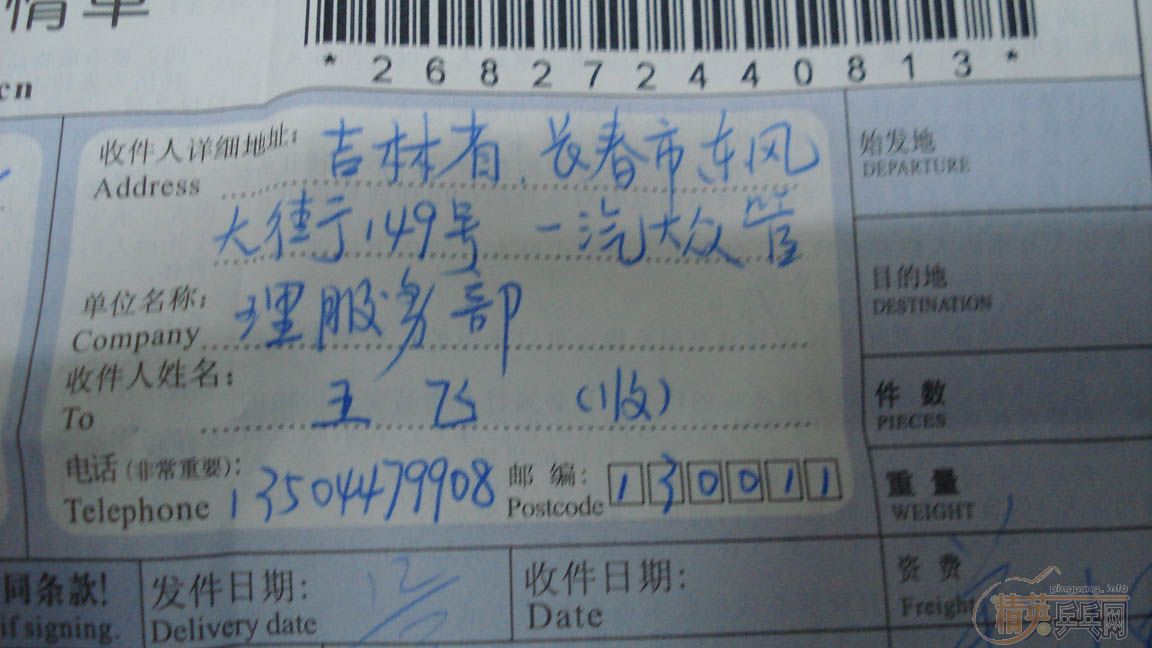 情单
*268272440813*
cn
收件人详细地址: 吉林省.长春市东风
Address
大街149号 一汽大众管
单位名称: 理服务部
Company
收件人姓名: 王飞 (收)
To
电话(非常重要): 13504479908 邮 编: 130011
Telephone Postcode
始发地
DEPARTURE
目的地
DESTINATION
件 数
PIECES
重 量
WEIGHT
资 费
Freight
同条款!
if signing.
发件日期:
Delivery date
收件日期:
Date
pingpang.info
精英乒乓网